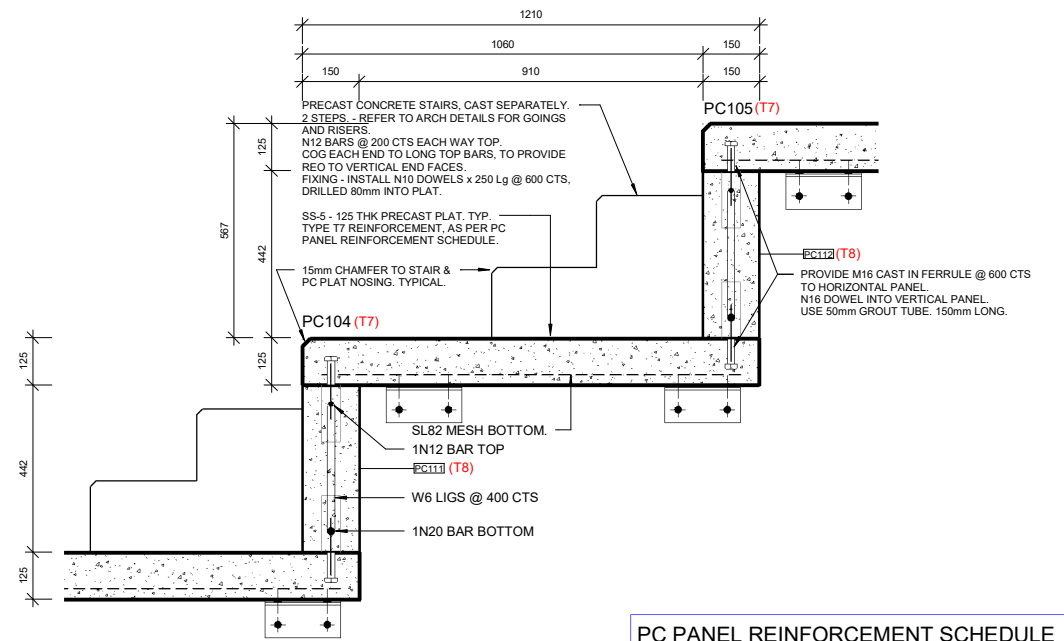 1210
1060
150
150
910
150
PRECAST CONCRETE STAIRS, CAST SEPARATELY.
2 STEPS. - REFER TO ARCH DETAILS FOR GOINGS
AND RISERS.
N12 BARS @ 200 CTS EACH WAY TOP.
COG EACH END TO LONG TOP BARS, TO PROVIDE
REO TO VERTICAL END FACES.
FIXING - INSTALL N10 DOWELS x 250 Lg @ 600 CTS,
DRILLED 80mm INTO PLAT.
PC105 (T7)
125
567
442
125
SS-5 - 125 THK PRECAST PLAT. TYP.
TYPE T7 REINFORCEMENT, AS PER PC
PANEL REINFORCEMENT SCHEDULE.
15mm CHAMFER TO STAIR &
PC PLAT NOSING. TYPICAL.
PC112 (T8)
PROVIDE M16 CAST IN FERRULE @ 600 CTS
TO HORIZONTAL PANEL.
N16 DOWEL INTO VERTICAL PANEL.
USE 50mm GROUT TUBE. 150mm LONG.
PC104 (T7)
125
442
125
SL82 MESH BOTTOM.
1N12 BAR TOP
PC111 (T8)
W6 LIGS @ 400 CTS
1N20 BAR BOTTOM
PC PANEL REINFORCEMENT SCHEDULE